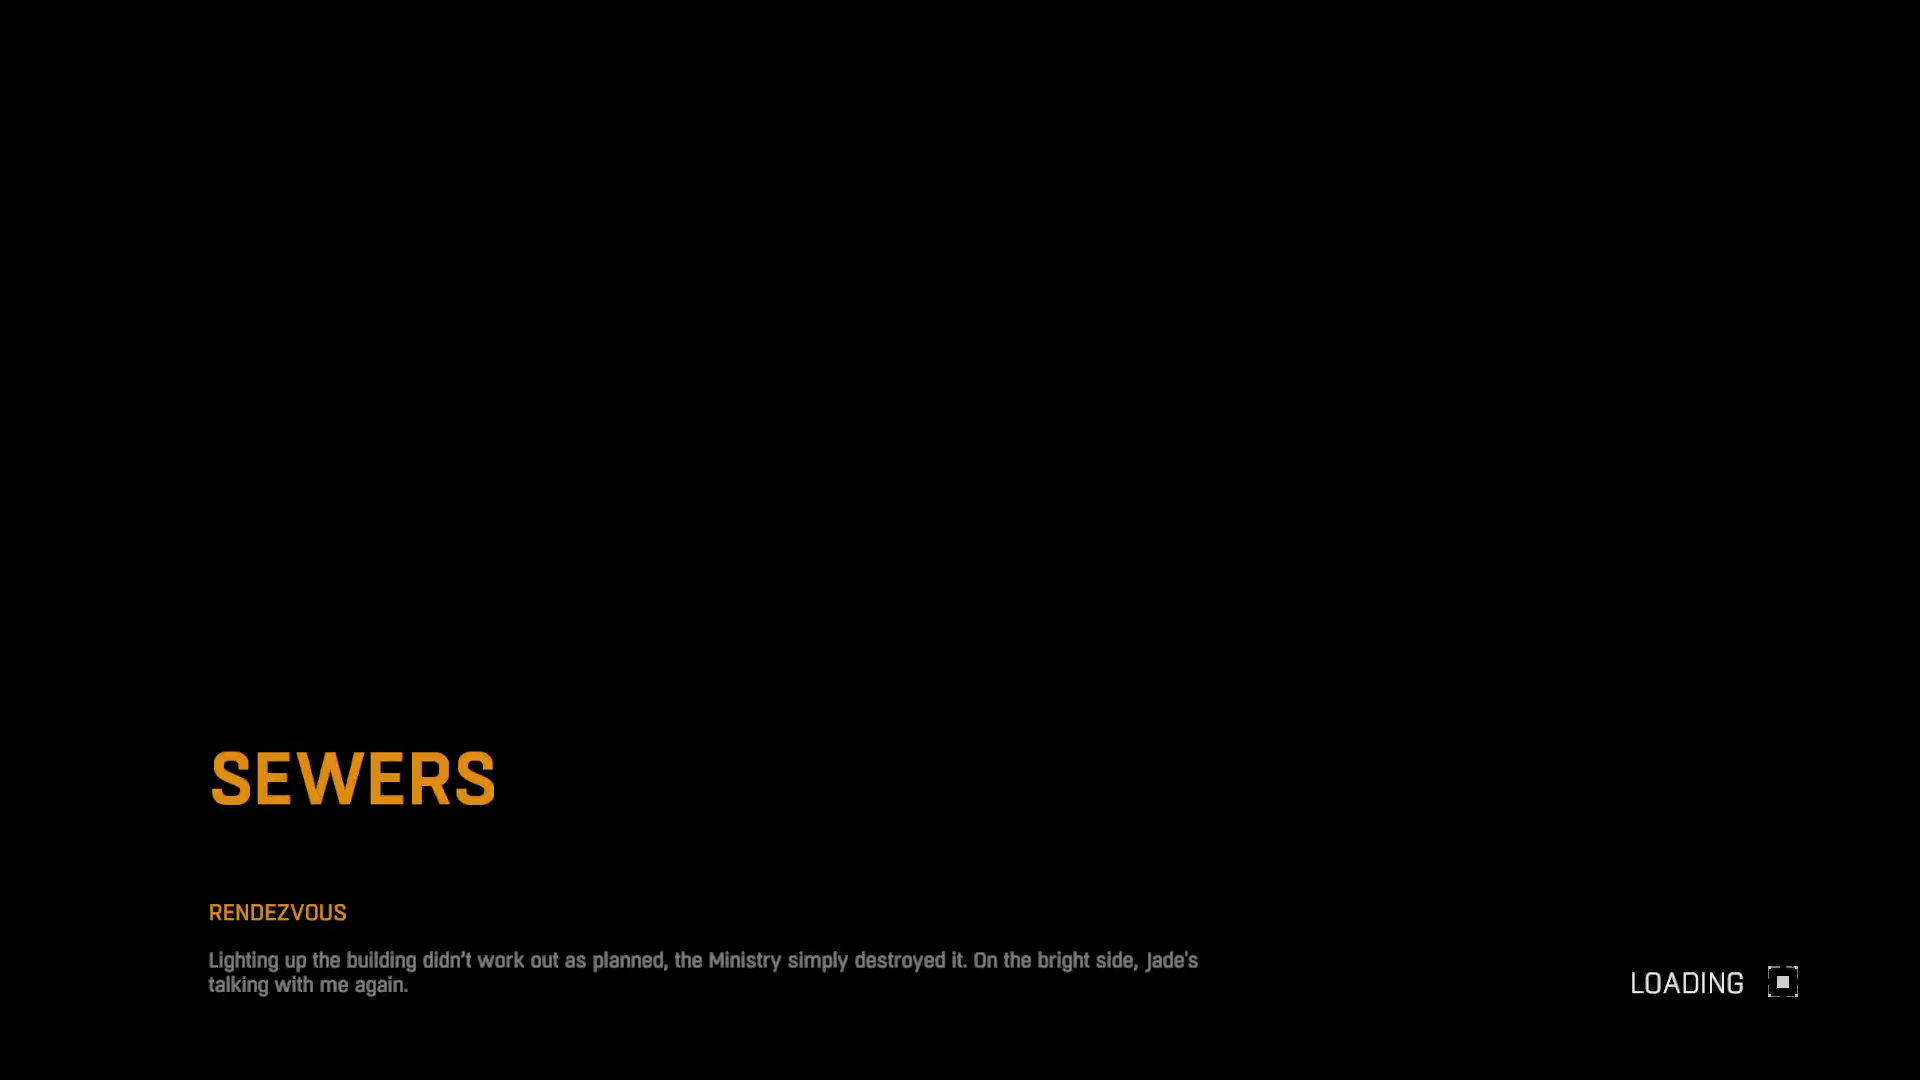 SEWERS
RENDEZVOUS
Lighting up the building didn't work out as planned, the Ministry simply destroyed it. On the bright side, Jade's
talking with me again.
LOADING